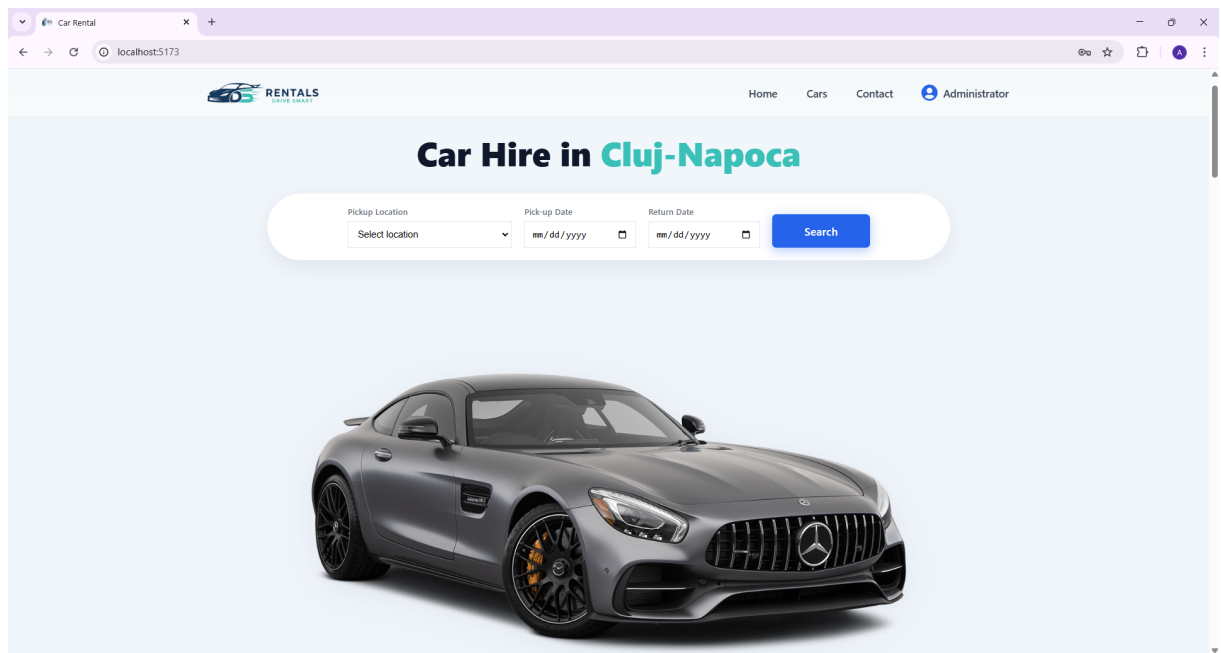 Car Rental
localhost:5173
A
RENTALS
DRIVE SMART
Home Cars Contact Administrator
Car Hire in Cluj-Napoca
Pickup Location Pick-up Date Return Date
Select location mm/dd/yyyy mm/dd/yyyy Search